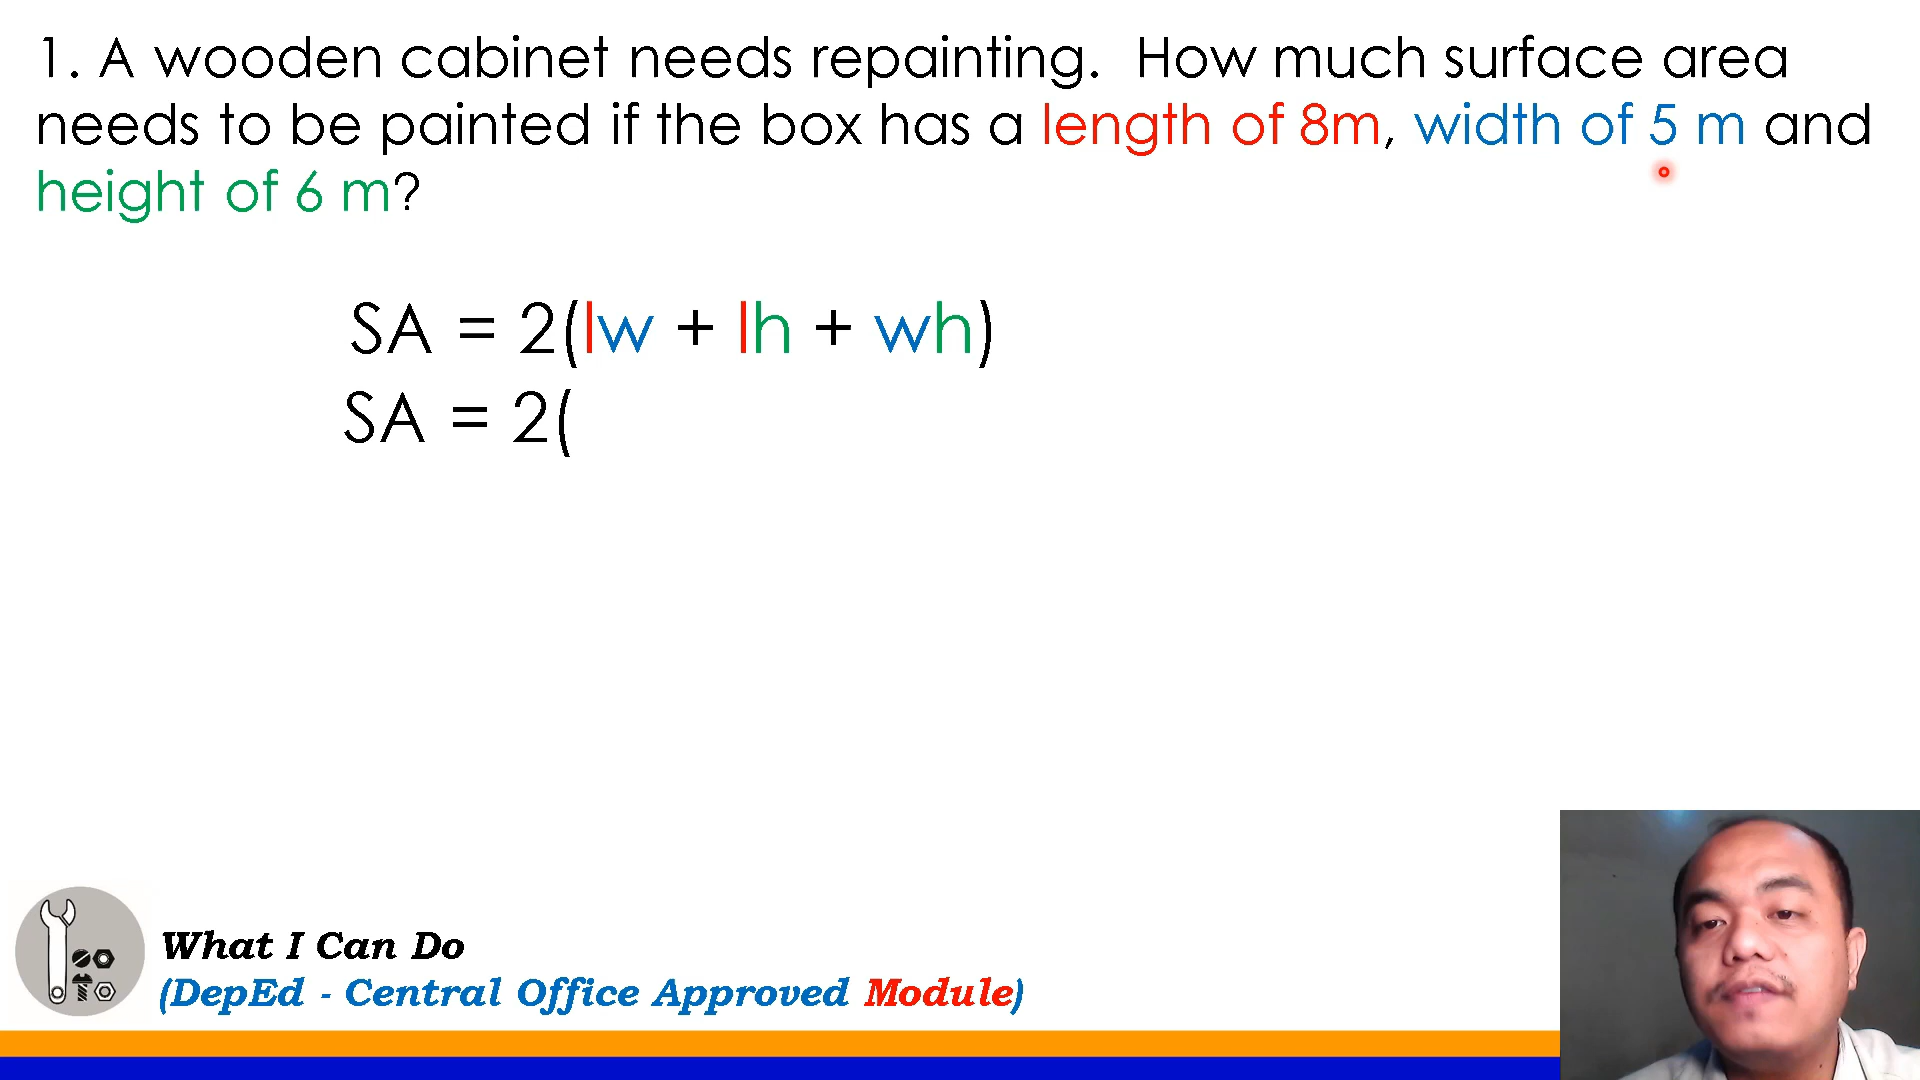 1. A wooden cabinet needs repainting. How much surface area
needs to be painted if the box has a length of 8m, width of 5 m and
height of 6 m?
SA = 2(lw + lh + wh)
SA = 2(
What I Can Do
(DepEd - Central Office Approved Module)